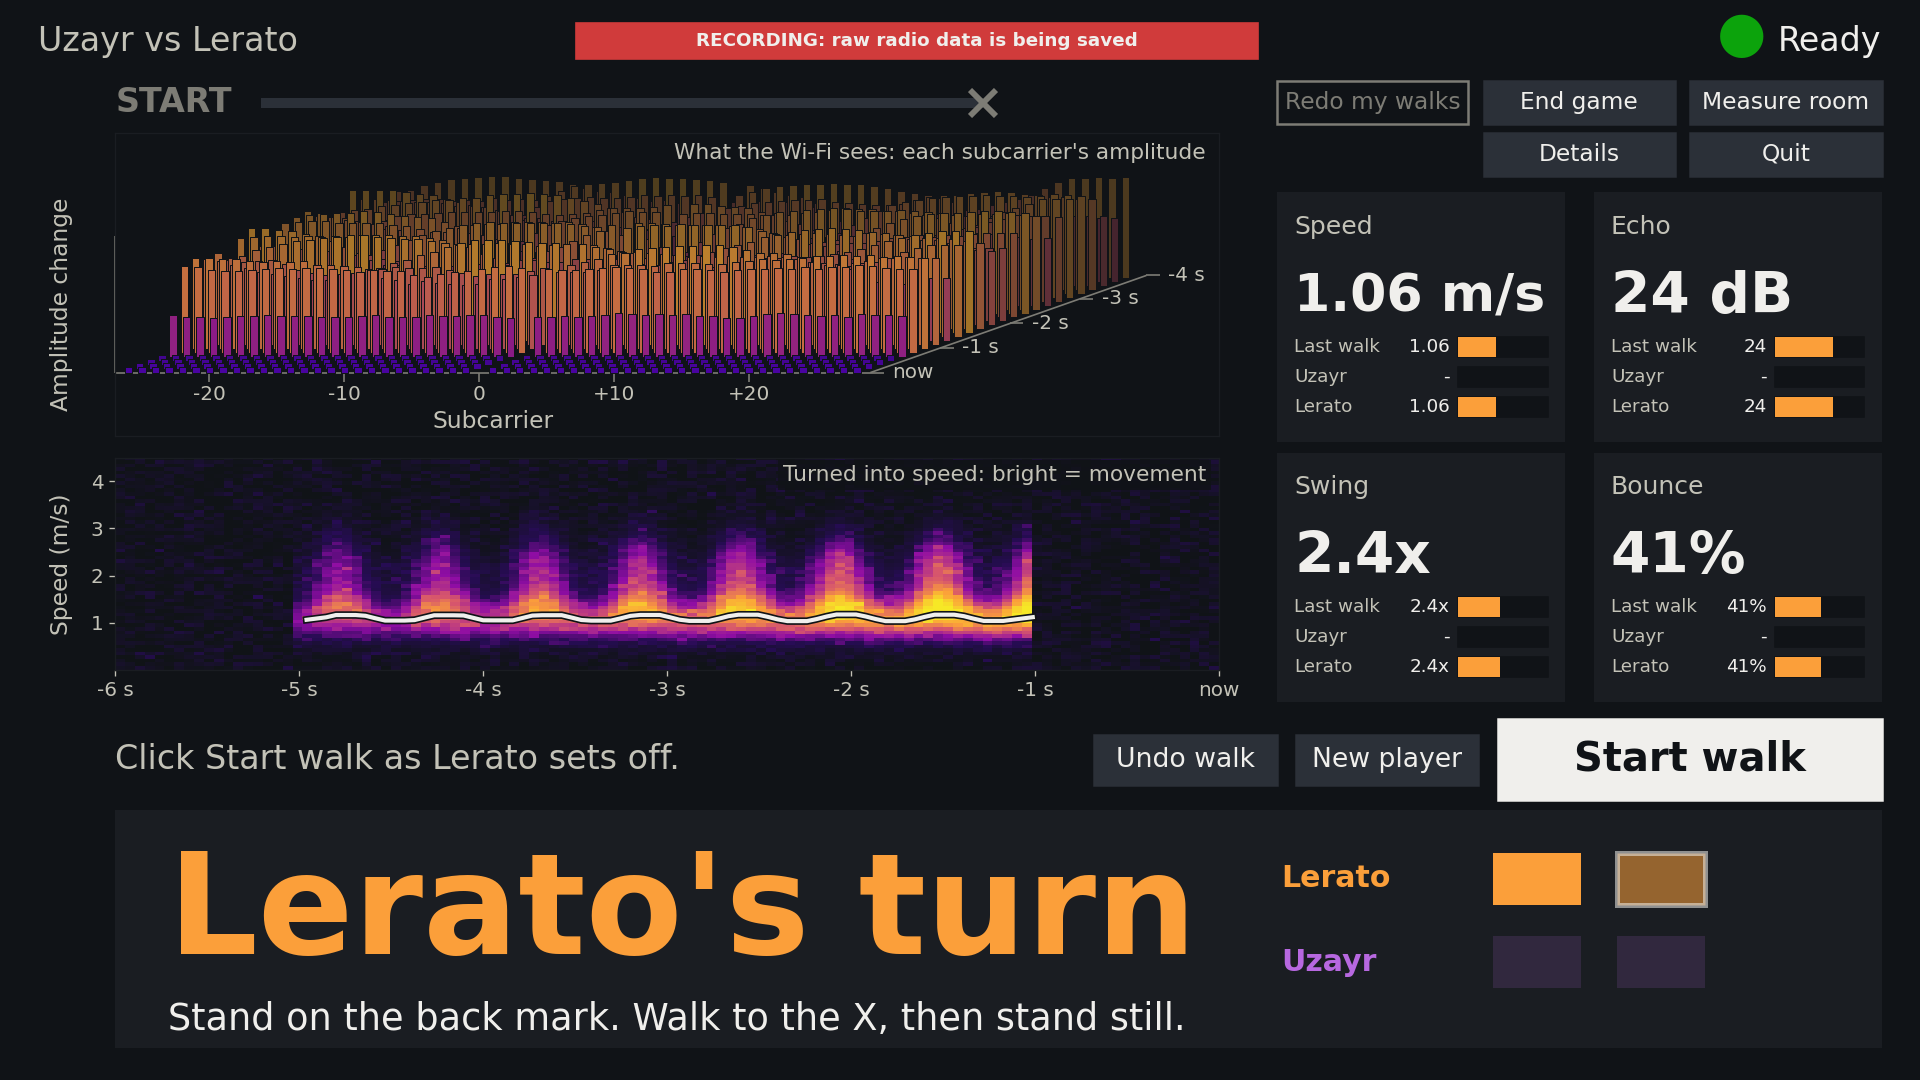 Uzayr vs Lerato
RECORDING: raw radio data is being saved
Ready
START
Redo my walks
End game
Measure room
Details
Quit
What the Wi-Fi sees: each subcarrier's amplitude
Amplitude change
-4 s
-3 s
-2 s
-1 s
now
-20
-10
0
+10
+20
Subcarrier
Turned into speed: bright = movement
Speed (m/s)
4
3
2
1
-6 s
-5 s
-4 s
-3 s
-2 s
-1 s
now
Speed
1.06 m/s
Last walk 1.06
Uzayr -
Lerato 1.06
Echo
24 dB
Last walk 24
Uzayr -
Lerato 24
Swing
2.4x
Last walk 2.4x
Uzayr -
Lerato 2.4x
Bounce
41%
Last walk 41%
Uzayr -
Lerato 41%
Click Start walk as Lerato sets off.
Undo walk
New player
Start walk
Lerato's turn
Stand on the back mark. Walk to the X, then stand still.
Lerato
Uzayr